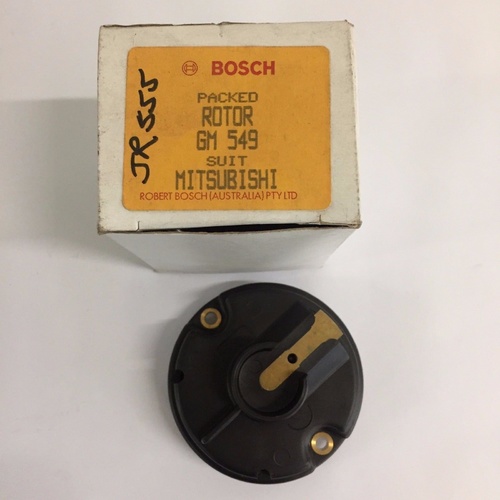 BOSCH
PACKED
ROTOR
GM 549
SUIT
MITSUBISHI
ROBERT BOSCH (AUSTRALIA) PTY LTD
JR555